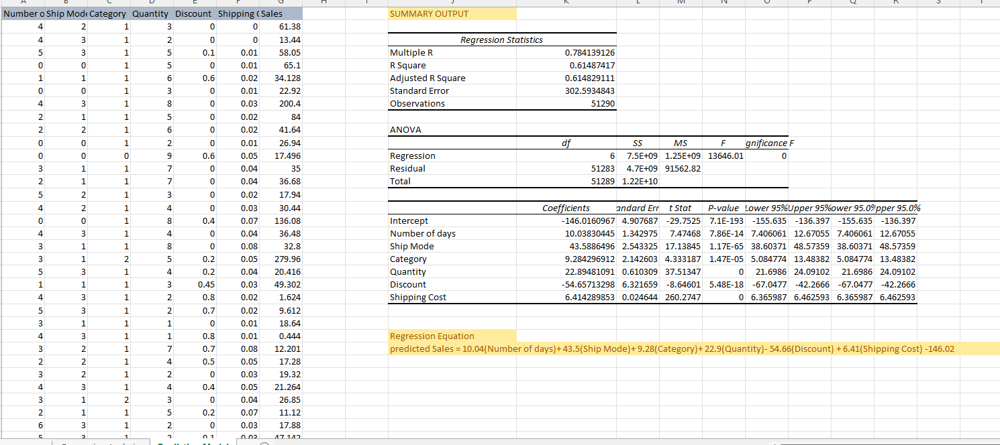 A B C D E F G H I J K L M N O P Q R S T
Number o Ship Mode Category Quantity Discount Shipping C Sales SUMMARY OUTPUT
4 2 1 3 0 0 61.38
4 3 1 2 0 0 13.44 Regression Statistics
5 3 1 5 0.1 0.01 58.05 Multiple R 0.784139126
0 0 1 5 0 0.01 65.1 R Square 0.61487417
1 1 1 6 0.6 0.02 34.128 Adjusted R Square 0.614829111
0 0 1 3 0 0.01 22.92 Standard Error 302.5934843
4 3 1 8 0 0.03 200.4 Observations 51290
2 1 1 5 0 0.02 84
2 2 1 6 0 0.02 41.64 ANOVA
0 0 1 2 0 0.01 26.94 df SS MS F gnificance F
0 0 0 9 0.6 0.05 17.496 Regression 6 7.5E+09 1.25E+09 13646.01 0
3 1 1 7 0 0.04 35 Residual 51283 4.7E+09 91562.82
2 1 1 7 0 0.04 36.68 Total 51289 1.22E+10
5 2 1 3 0 0.02 17.94
4 2 1 4 0 0.03 30.44 Coefficients andard Err t Stat P-value Lower 95% Upper 95% ower 95.0% pper 95.0%
0 0 1 8 0.4 0.07 136.08 Intercept -146.0160967 4.907687 -29.7525 7.1E-193 -155.635 -136.397 -155.635 -136.397
4 3 1 4 0 0.04 36.48 Number of days 10.03830445 1.342975 7.47468 7.86E-14 7.406061 12.67055 7.406061 12.67055
3 1 1 8 0 0.08 32.8 Ship Mode 43.5886496 2.543325 17.13845 1.17E-65 38.60371 48.57359 38.60371 48.57359
3 1 2 5 0.2 0.05 279.96 Category 9.284296912 2.142603 4.333187 1.47E-05 5.084774 13.48382 5.084774 13.48382
5 3 1 4 0.2 0.04 20.416 Quantity 22.89481091 0.610309 37.51347 0 21.6986 24.09102 21.6986 24.09102
1 1 1 3 0.45 0.03 49.302 Discount -54.65713298 6.321659 -8.64601 5.48E-18 -67.0477 -42.2666 -67.0477 -42.2666
4 3 1 2 0.8 0.02 1.624 Shipping Cost 6.414289853 0.024644 260.2747 0 6.365987 6.462593 6.365987 6.462593
5 3 1 2 0.7 0.02 9.612
3 1 1 1 0 0.01 18.64
4 3 1 1 0.8 0.01 0.444 Regression Equation
3 2 1 7 0.7 0.08 12.201 predicted Sales = 10.04(Number of days)+ 43.5(Ship Mode)+ 9.28(Category)+ 22.9(Quantity)- 54.66(Discount) + 6.41(Shipping Cost) -146.02
2 2 1 4 0.5 0.05 17.28
3 2 1 2 0 0.03 19.32
4 3 1 4 0.4 0.05 21.264
3 1 2 3 0 0.04 26.85
2 1 1 5 0.2 0.07 11.12
6 3 1 2 0 0.03 17.88
5 3 1 2 0.1 0.03 47.142